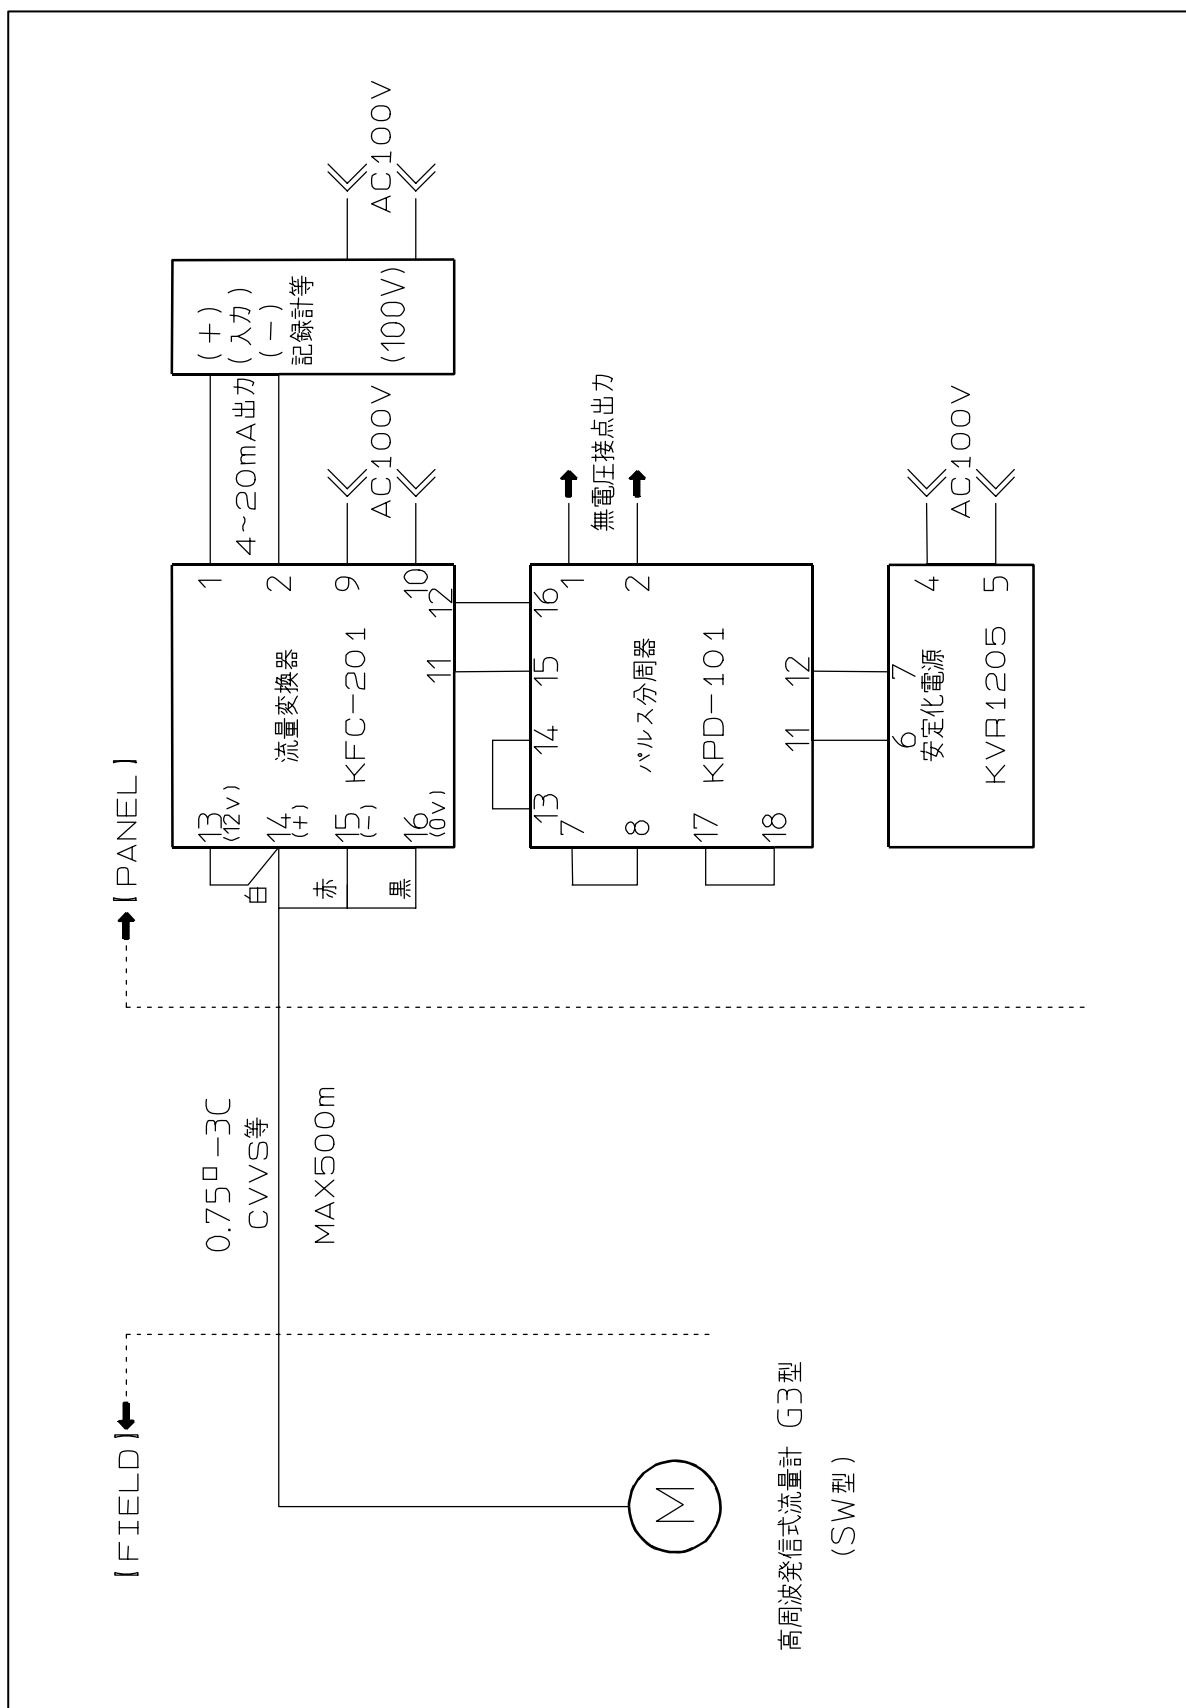 【FIELD】
【PANEL】
0.75□-3C
CVVS等
MAX500m
高周波発信式流量計 G3型
(SW型)
M
白
赤
黒
13
(12V)
14
(+)
15
(-)
16
(0V)
流量変換器
KFC-201
1
2
9
10
11
12
4~20mA出力
AC100V
(+)
(入力)
(-)
記録計等
(100V)
AC100V
13
14
15
16
7
8
17
18
パルス分周器
KPD-101
1
2
11
12
無電圧接点出力
6
7
安定化電源
KVR1205
4
5
AC100V